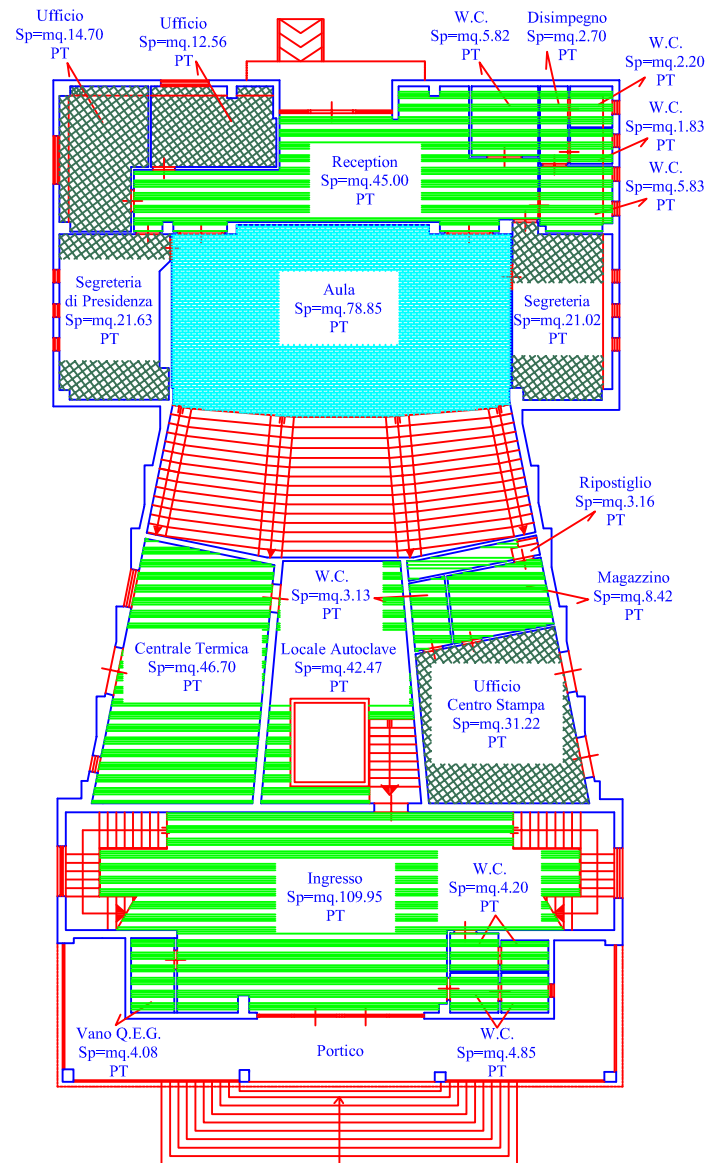 Ufficio
Sp=mq.14.70
PT
Ufficio
Sp=mq.12.56
PT
W.C.
Sp=mq.5.82
PT
Disimpegno
Sp=mq.2.70
PT
W.C.
Sp=mq.2.20
PT
W.C.
Sp=mq.1.83
PT
W.C.
Sp=mq.5.83
PT
Reception
Sp=mq.45.00
PT
Segreteria
di Presidenza
Sp=mq.21.63
PT
Aula
Sp=mq.78.85
PT
Segreteria
Sp=mq.21.02
PT
Ripostiglio
Sp=mq.3.16
PT
Magazzino
Sp=mq.8.42
PT
W.C.
Sp=mq.3.13
PT
Centrale Termica
Sp=mq.46.70
PT
Locale Autoclave
Sp=mq.42.47
PT
Ufficio
Centro Stampa
Sp=mq.31.22
PT
Ingresso
Sp=mq.109.95
PT
W.C.
Sp=mq.4.20
PT
Vano Q.E.G.
Sp=mq.4.08
PT
Portico
W.C.
Sp=mq.4.85
PT